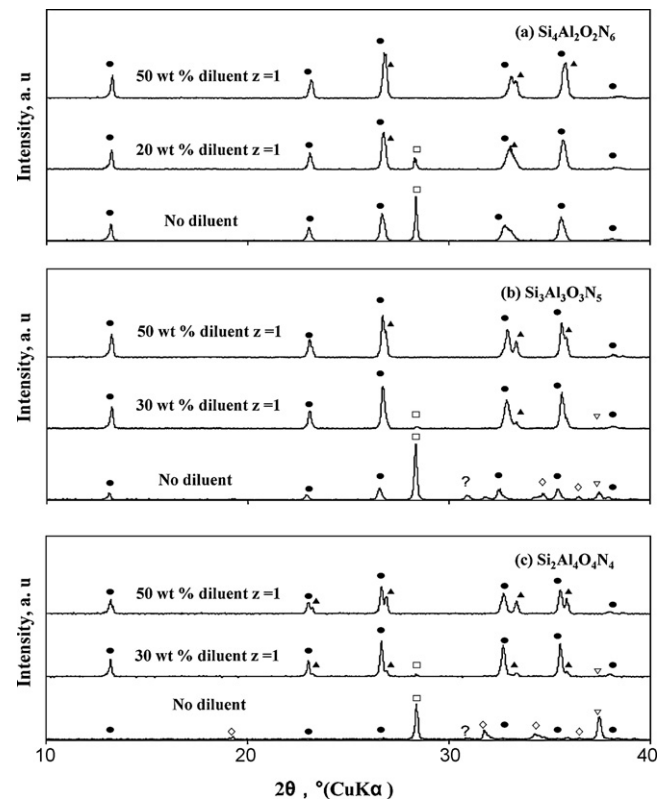 (a) Si₄Al₂O₂N₆
50 wt % diluent z =1
20 wt % diluent z =1
No diluent
Intensity, a. u
(b) Si₃Al₃O₃N₅
50 wt % diluent z =1
30 wt % diluent z =1
No diluent
?
Intensity, a. u
(c) Si₂Al₄O₄N₄
50 wt % diluent z =1
30 wt % diluent z =1
No diluent
?
Intensity, a. u
10 20 30 40
2θ , °(CuKα )